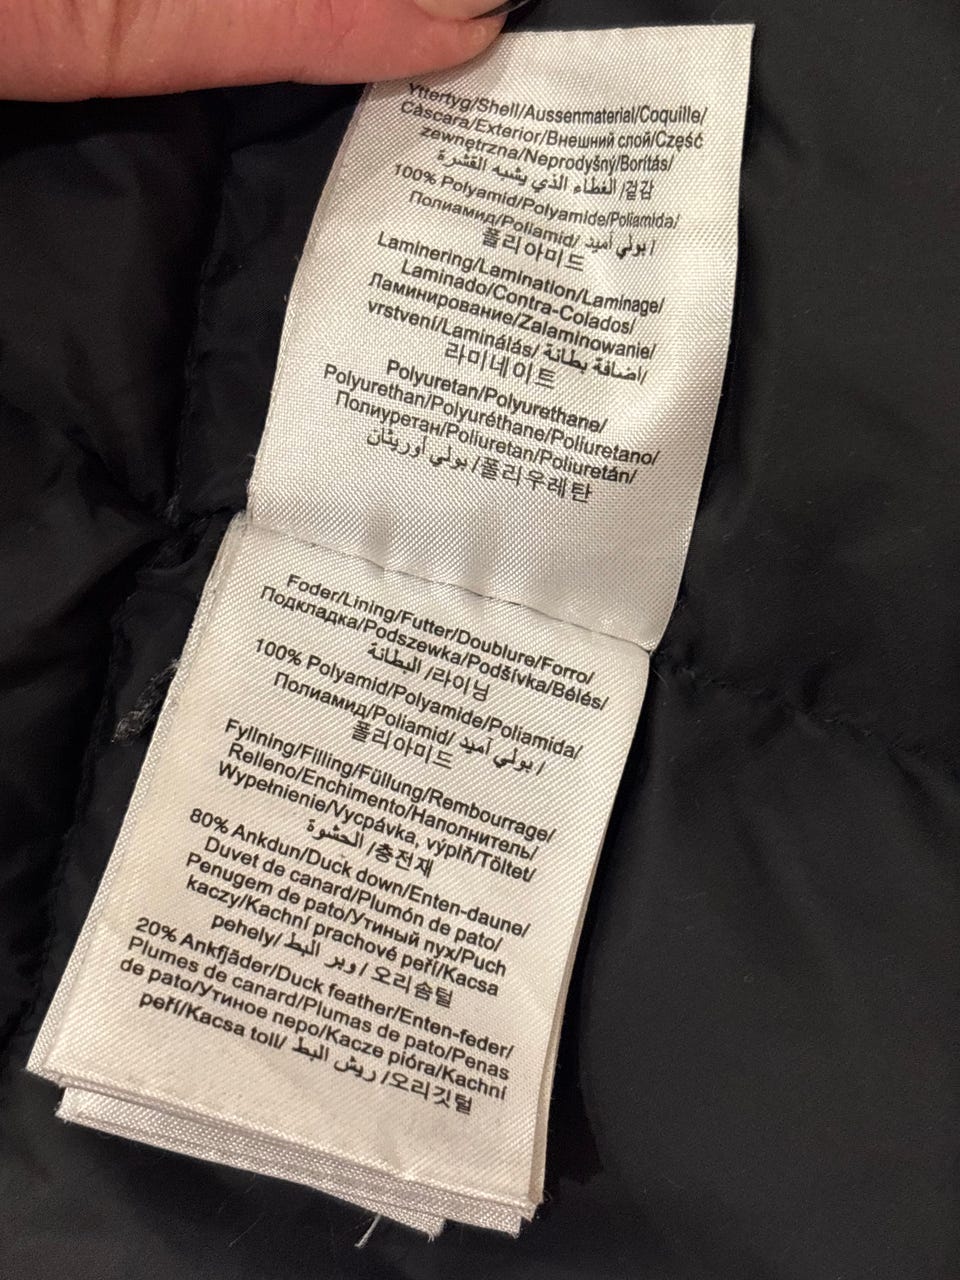 Yttertyg/Shell/Aussenmaterial/Coquille/
Càscara/Exterior/Внешний слой/Część
zewnętrzna/Neprodyšný/Borítás/
الغطاء الذي يشبه القشرة /겉감
100% Polyamid/Polyamide/Poliamida/
Полиамид/Poliamid/ بولي أميد /
폴리아미드
Laminering/Lamination/Laminage/
Laminado/Contra-Colados/
Ламинирование/Zalaminowanie/
vrstvení/Laminálás/ اضافة بطانة/
라미네이트
Polyuretan/Polyurethane/
Polyurethan/Polyuréthane/Poliuretano/
Полиуретан/Poliuretan/Poliuretán/
بولي أوريثان /폴리우레탄
Foder/Lining/Futter/Doublure/Forro/
Подкладка/Podszewka/Podšívka/Bélés/
البطانة /라이닝
100% Polyamid/Polyamide/Poliamida/
Полиамид/Poliamid/ بولي أميد /
폴리아미드
Fyllning/Filling/Füllung/Rembourrage/
Relleno/Enchimento/Наполнитель/
Wypełnienie/Vycpávka, výplň/Töltet/
الحشوة /충전재
80% Ankdun/Duck down/Enten-daune/
Duvet de canard/Plumón de pato/
Penugem de pato/Утиный пух/Puch
kaczy/Kachní prachové peří/Kacsa
pehely/ وبر البط /오리솜털
20% Ankfjäder/Duck feather/Enten-feder/
Plumes de canard/Plumas de pato/Penas
de pato/Утиное перо/Kacze pióra/Kachní
peří/Kacsa toll/ ريش البط /오리깃털